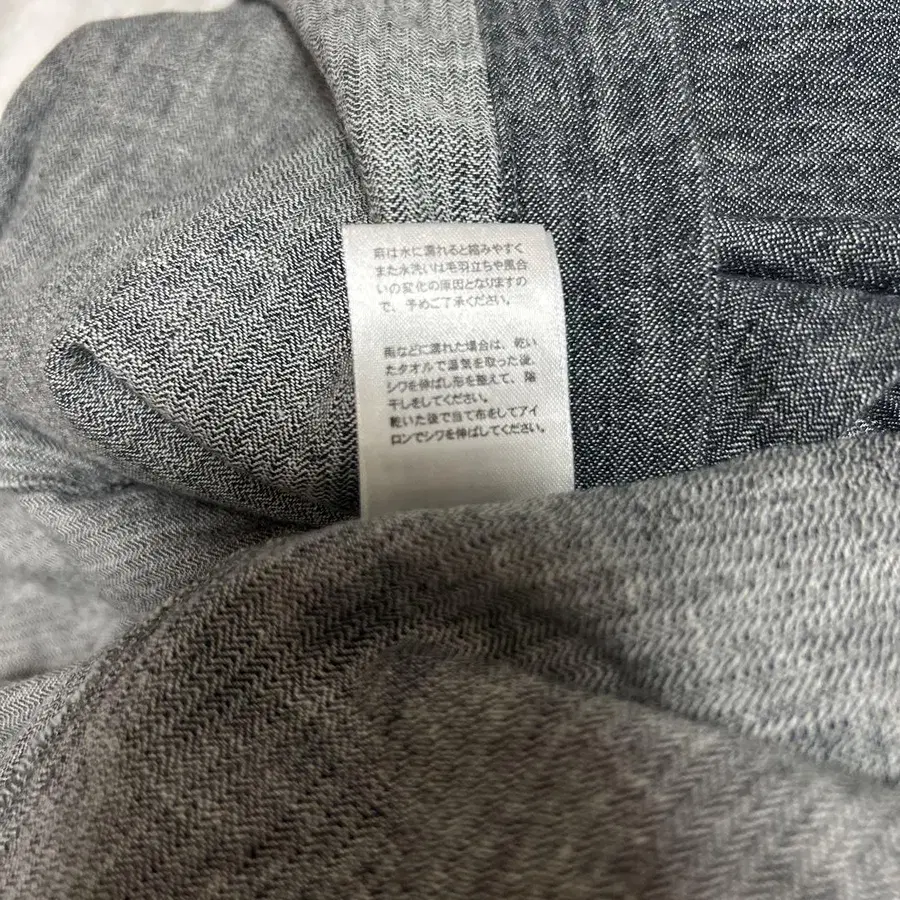 麻は水に濡れると縮みやすく
また水洗いは毛羽立ちや風合
いの変化の原因となりますの
で、予めご了承ください。
雨などに濡れた場合は、乾い
たタオルで湿気を取った後、
シワを伸ばし形を整えて、陰
干しをしてください。
乾いた後で当て布をしてアイ
ロンでシワを伸ばしてください。